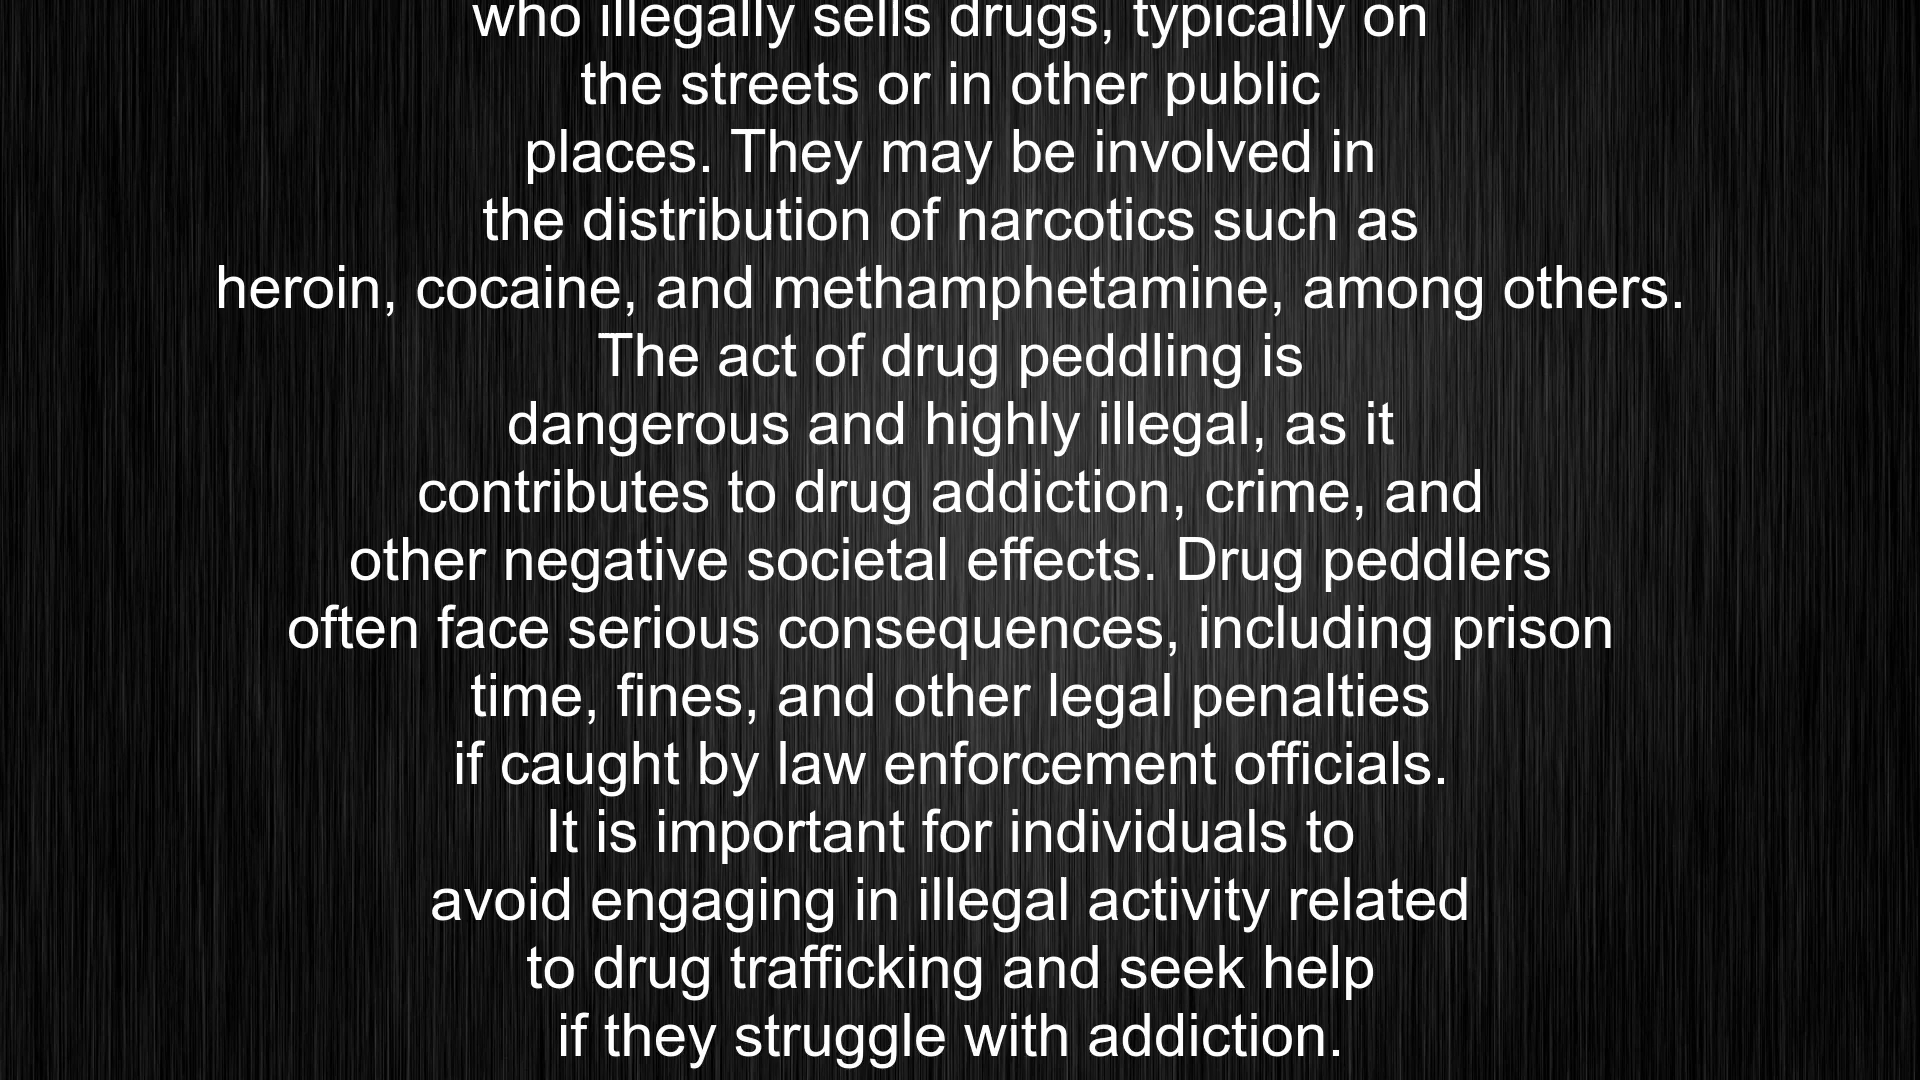 who illegally sells drugs, typically on
the streets or in other public
places. They may be involved in
the distribution of narcotics such as
heroin, cocaine, and methamphetamine, among others.
The act of drug peddling is
dangerous and highly illegal, as it
contributes to drug addiction, crime, and
other negative societal effects. Drug peddlers
often face serious consequences, including prison
time, fines, and other legal penalties
if caught by law enforcement officials.
It is important for individuals to
avoid engaging in illegal activity related
to drug trafficking and seek help
if they struggle with addiction.